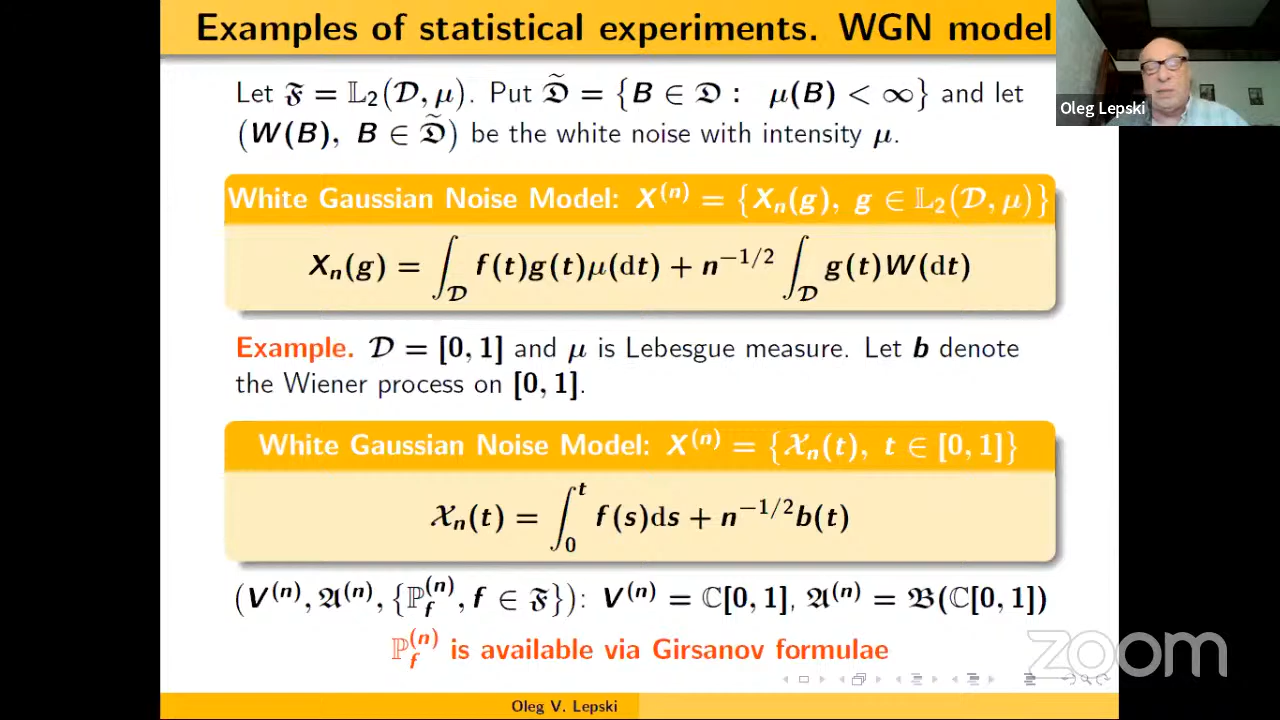 Examples of statistical experiments. WGN model
Let 𝔉 = 𝕃₂(𝒟, μ). Put 𝔇̃ = {B ∈ 𝔇 : μ(B) < ∞} and let
(W(B), B ∈ 𝔇̃) be the white noise with intensity μ.
Oleg Lepski
White Gaussian Noise Model: X⁽ⁿ⁾ = {Xₙ(g), g ∈ 𝕃₂(𝒟, μ)}
Xₙ(g) = ∫_𝒟 f(t)g(t)μ(dt) + n^{−1/2} ∫_𝒟 g(t)W(dt)
Example. 𝒟 = [0, 1] and μ is Lebesgue measure. Let b denote
the Wiener process on [0, 1].
White Gaussian Noise Model: X⁽ⁿ⁾ = {𝒳ₙ(t), t ∈ [0, 1]}
𝒳ₙ(t) = ∫₀ᵗ f(s)ds + n^{−1/2}b(t)
(V⁽ⁿ⁾, 𝔄⁽ⁿ⁾, {ℙ_f⁽ⁿ⁾, f ∈ 𝔉}): V⁽ⁿ⁾ = ℂ[0, 1], 𝔄⁽ⁿ⁾ = 𝔅(ℂ[0, 1])
ℙ_f⁽ⁿ⁾ is available via Girsanov formulae
zoom
Oleg V. Lepski